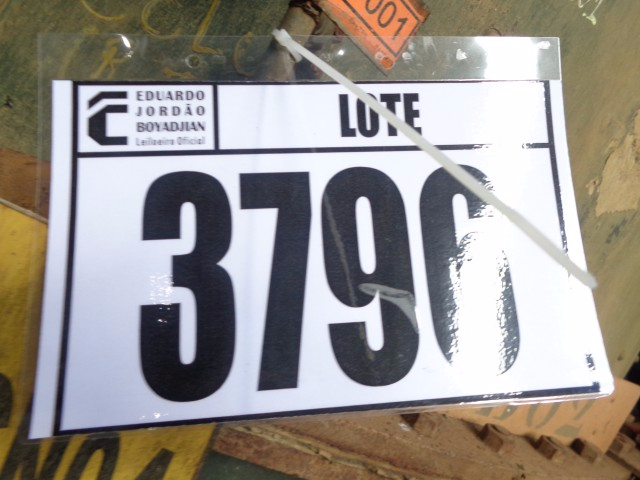 001
EDUARDO
JORDÃO
BOYADJIAN
Leiloeiro Oficial
LOTE
3796